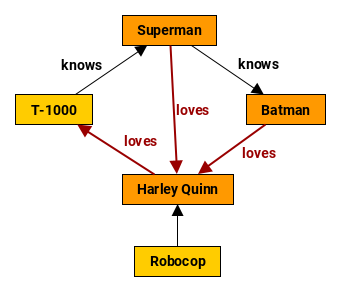 Superman
knows
knows
T-1000
loves
Batman
loves
loves
Harley Quinn
Robocop